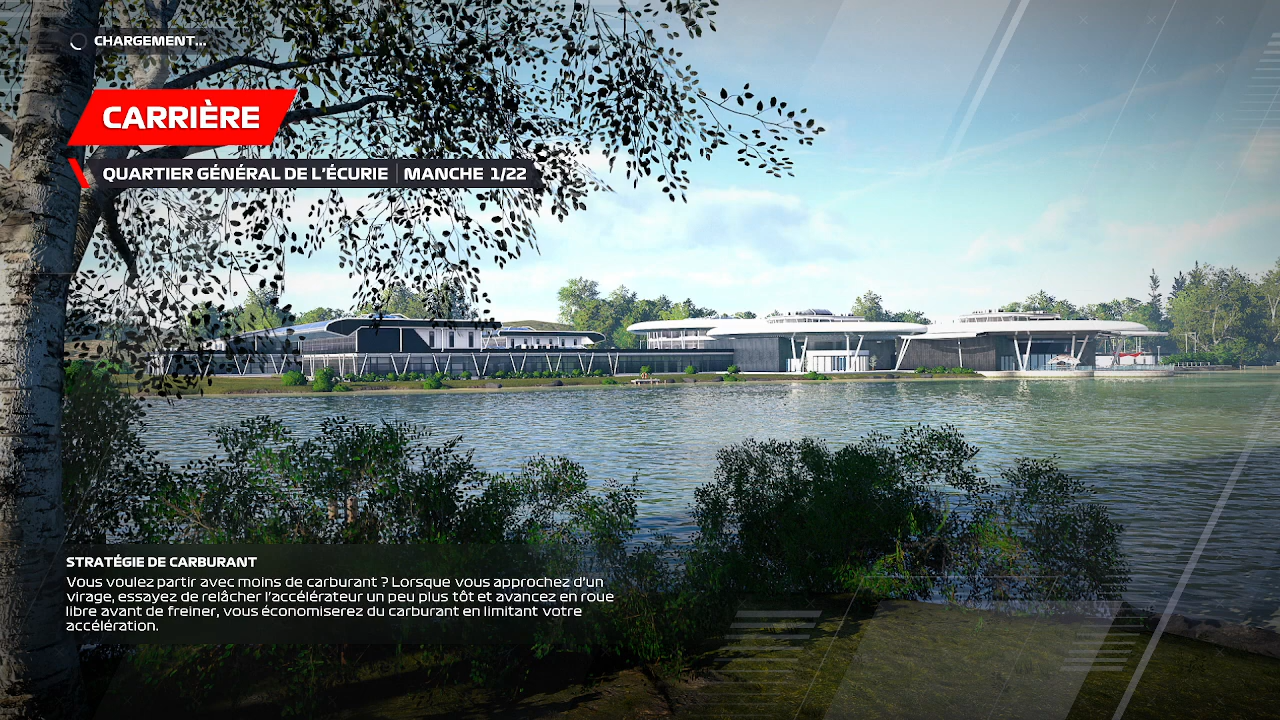 CHARGEMENT...
CARRIÈRE
QUARTIER GÉNÉRAL DE L'ÉCURIE | MANCHE 1/22
STRATÉGIE DE CARBURANT
Vous voulez partir avec moins de carburant ? Lorsque vous approchez d'un
virage, essayez de relâcher l'accélérateur un peu plus tôt et avancez en roue
libre avant de freiner, vous économiserez du carburant en limitant votre
accélération.